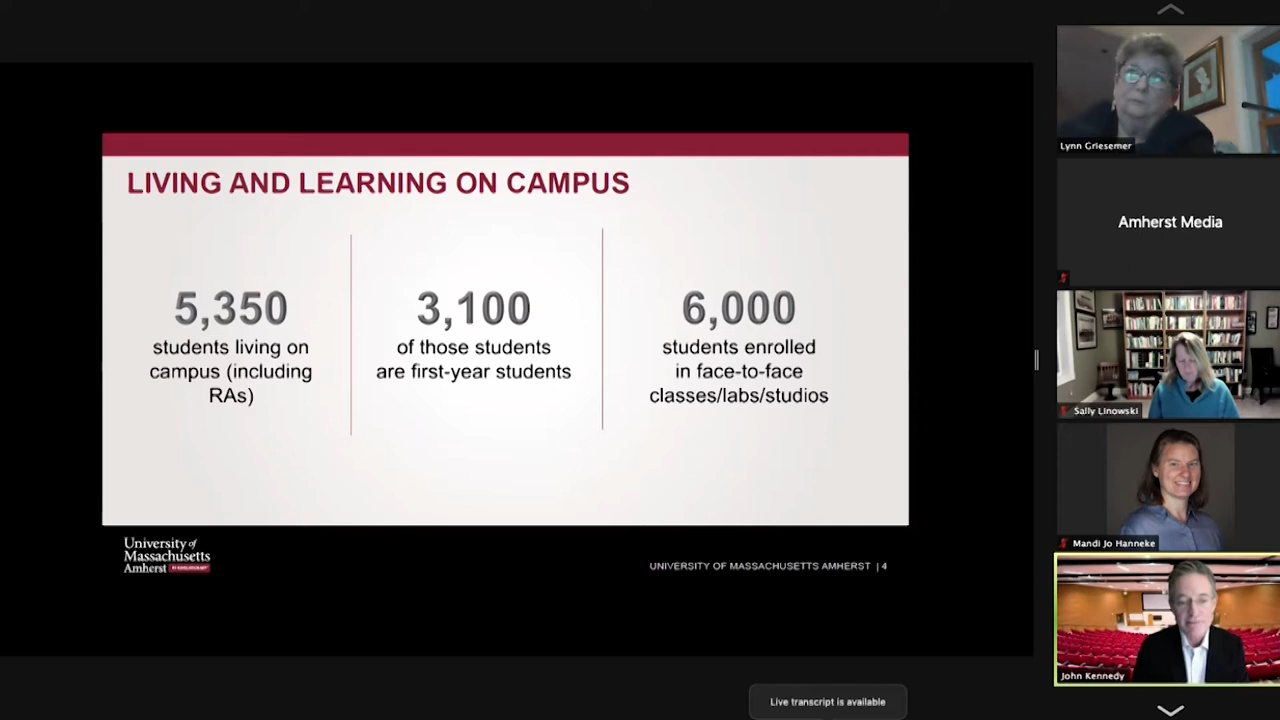 LIVING AND LEARNING ON CAMPUS
5,350
students living on
campus (including
RAs)
3,100
of those students
are first-year students
6,000
students enrolled
in face-to-face
classes/labs/studios
University of
Massachusetts
Amherst
UNIVERSITY OF MASSACHUSETTS AMHERST | 4
Lynn Griesemer
Amherst Media
Sally Linowski
Mandi Jo Hanneke
John Kennedy
Live transcript is available